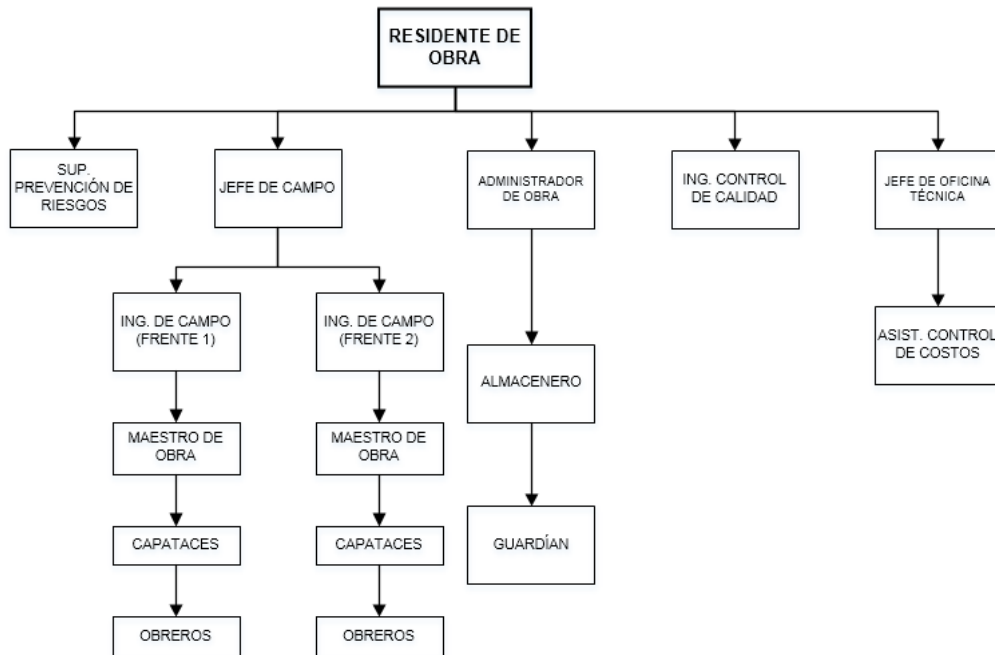 RESIDENTE DE
OBRA
SUP.
PREVENCIÓN DE
RIESGOS
JEFE DE CAMPO
ADMINISTRADOR
DE OBRA
ING. CONTROL
DE CALIDAD
JEFE DE OFICINA
TÉCNICA
ING. DE CAMPO
(FRENTE 1)
ING. DE CAMPO
(FRENTE 2)
ALMACENERO
ASIST. CONTROL
DE COSTOS
MAESTRO DE
OBRA
MAESTRO DE
OBRA
CAPATACES
CAPATACES
GUARDÍAN
OBREROS
OBREROS